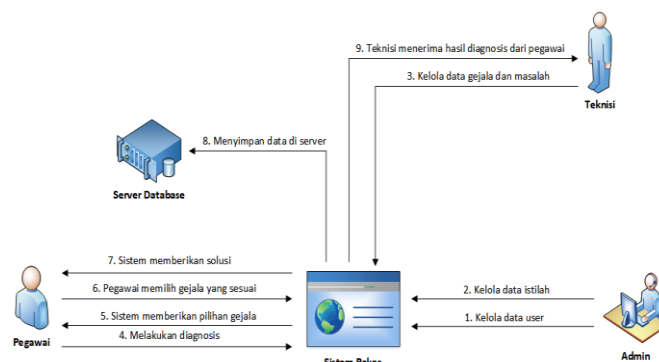 9. Teknisi menerima hasil diagnosis dari pegawai
3. Kelola data gejala dan masalah
Teknisi
8. Menyimpan data di server
Server Database
7. Sistem memberikan solusi
6. Pegawai memilih gejala yang sesuai
5. Sistem memberikan pilihan gejala
4. Melakukan diagnosis
Pegawai
2. Kelola data istilah
1. Kelola data user
Admin
Sistem Pakar